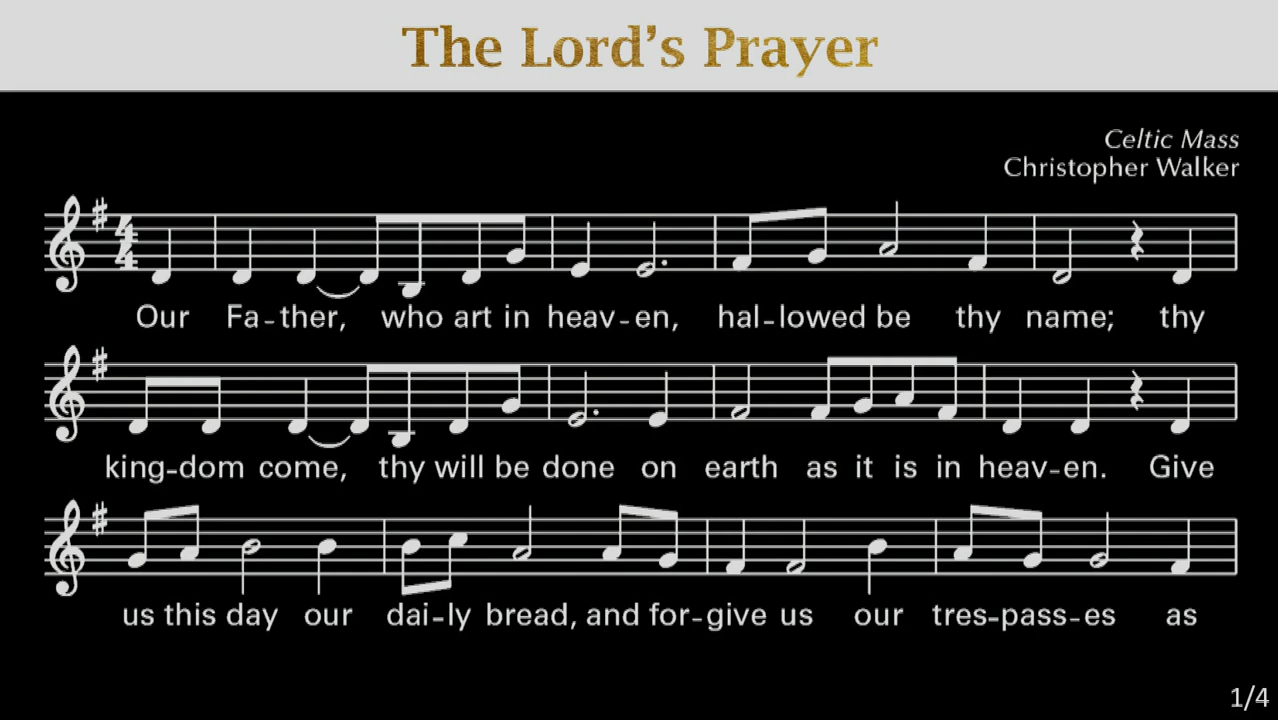 The Lord's Prayer
Celtic Mass
Christopher Walker
Our Fa-ther, who art in heav-en, hal-lowed be thy name; thy
king-dom come, thy will be done on earth as it is in heav-en. Give
us this day our dai-ly bread, and for-give us our tres-pass-es as
1/4